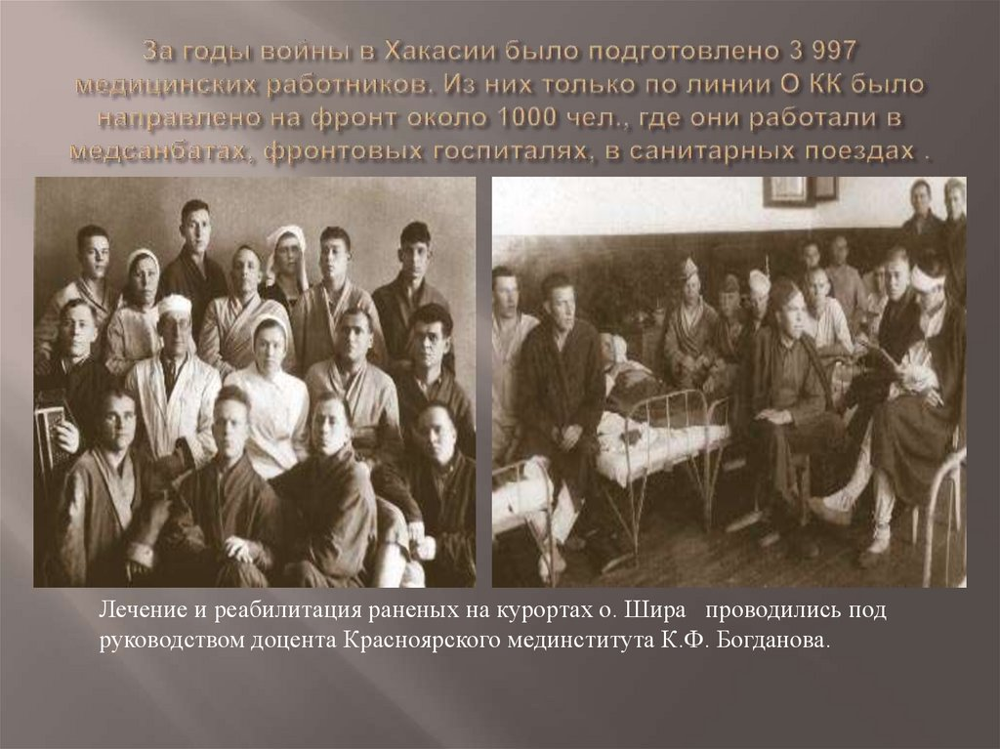 За годы войны в Хакасии было подготовлено 3 997
медицинских работников. Из них только по линии О КК было
направлено на фронт около 1000 чел., где они работали в
медсанбатах, фронтовых госпиталях, в санитарных поездах .
Лечение и реабилитация раненых на курортах о. Шира проводились под
руководством доцента Красноярского мединститута К.Ф. Богданова.